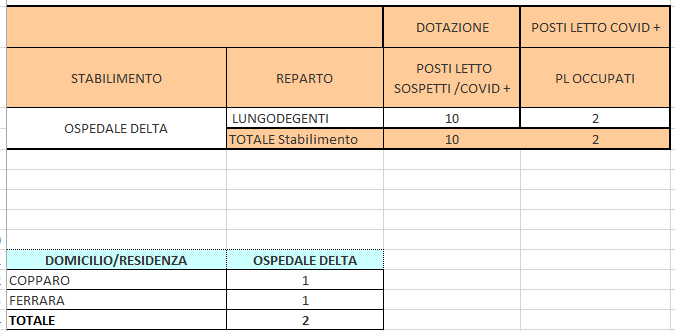 DOTAZIONE POSTI LETTO COVID +
STABILIMENTO REPARTO POSTI LETTO SOSPETTI /COVID + PL OCCUPATI
OSPEDALE DELTA LUNGODEGENTI 10 2
TOTALE Stabilimento 10 2
DOMICILIO/RESIDENZA OSPEDALE DELTA
COPPARO 1
FERRARA 1
TOTALE 2